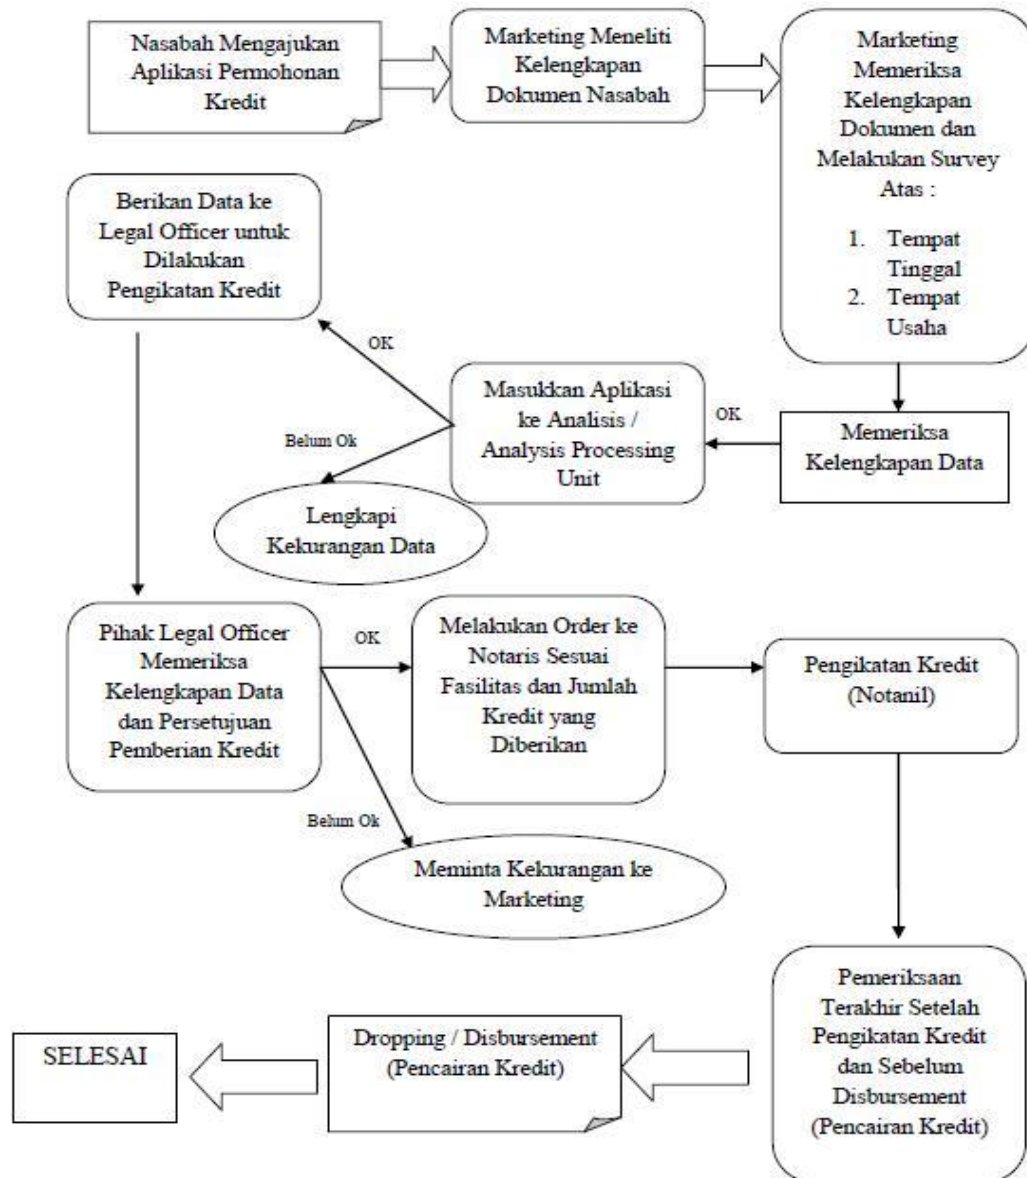 Nasabah Mengajukan
Aplikasi Permohonan
Kredit
Marketing Meneliti
Kelengkapan
Dokumen Nasabah
Marketing
Memeriksa
Kelengkapan
Dokumen dan
Melakukan Survey
Atas :
1. Tempat
Tinggal
2. Tempat
Usaha
Memeriksa
Kelengkapan Data
OK
Masukkan Aplikasi
ke Analisis /
Analysis Processing
Unit
OK
Belum Ok
Lengkapi
Kekurangan Data
Berikan Data ke
Legal Officer untuk
Dilakukan
Pengikatan Kredit
Pihak Legal Officer
Memeriksa
Kelengkapan Data
dan Persetujuan
Pemberian Kredit
OK
Belum Ok
Melakukan Order ke
Notaris Sesuai
Fasilitas dan Jumlah
Kredit yang
Diberikan
Meminta Kekurangan ke
Marketing
Pengikatan Kredit
(Notanil)
Pemeriksaan
Terakhir Setelah
Pengikatan Kredit
dan Sebelum
Disbursement
(Pencairan Kredit)
Dropping / Disbursement
(Pencairan Kredit)
SELESAI